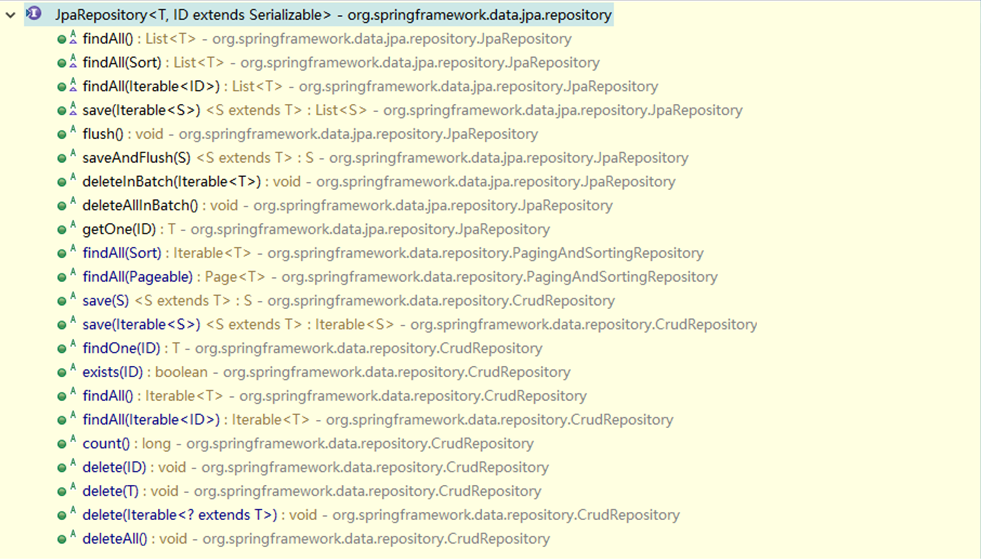 JpaRepository<T, ID extends Serializable> - org.springframework.data.jpa.repository
findAll() : List<T> - org.springframework.data.jpa.repository.JpaRepository
findAll(Sort) : List<T> - org.springframework.data.jpa.repository.JpaRepository
findAll(Iterable<ID>) : List<T> - org.springframework.data.jpa.repository.JpaRepository
save(Iterable<S>) <S extends T> : List<S> - org.springframework.data.jpa.repository.JpaRepository
flush() : void - org.springframework.data.jpa.repository.JpaRepository
saveAndFlush(S) <S extends T> : S - org.springframework.data.jpa.repository.JpaRepository
deleteInBatch(Iterable<T>) : void - org.springframework.data.jpa.repository.JpaRepository
deleteAllInBatch() : void - org.springframework.data.jpa.repository.JpaRepository
getOne(ID) : T - org.springframework.data.jpa.repository.JpaRepository
findAll(Sort) : Iterable<T> - org.springframework.data.repository.PagingAndSortingRepository
findAll(Pageable) : Page<T> - org.springframework.data.repository.PagingAndSortingRepository
save(S) <S extends T> : S - org.springframework.data.repository.CrudRepository
save(Iterable<S>) <S extends T> : Iterable<S> - org.springframework.data.repository.CrudRepository
findOne(ID) : T - org.springframework.data.repository.CrudRepository
exists(ID) : boolean - org.springframework.data.repository.CrudRepository
findAll() : Iterable<T> - org.springframework.data.repository.CrudRepository
findAll(Iterable<ID>) : Iterable<T> - org.springframework.data.repository.CrudRepository
count() : long - org.springframework.data.repository.CrudRepository
delete(ID) : void - org.springframework.data.repository.CrudRepository
delete(T) : void - org.springframework.data.repository.CrudRepository
delete(Iterable<? extends T>) : void - org.springframework.data.repository.CrudRepository
deleteAll() : void - org.springframework.data.repository.CrudRepository